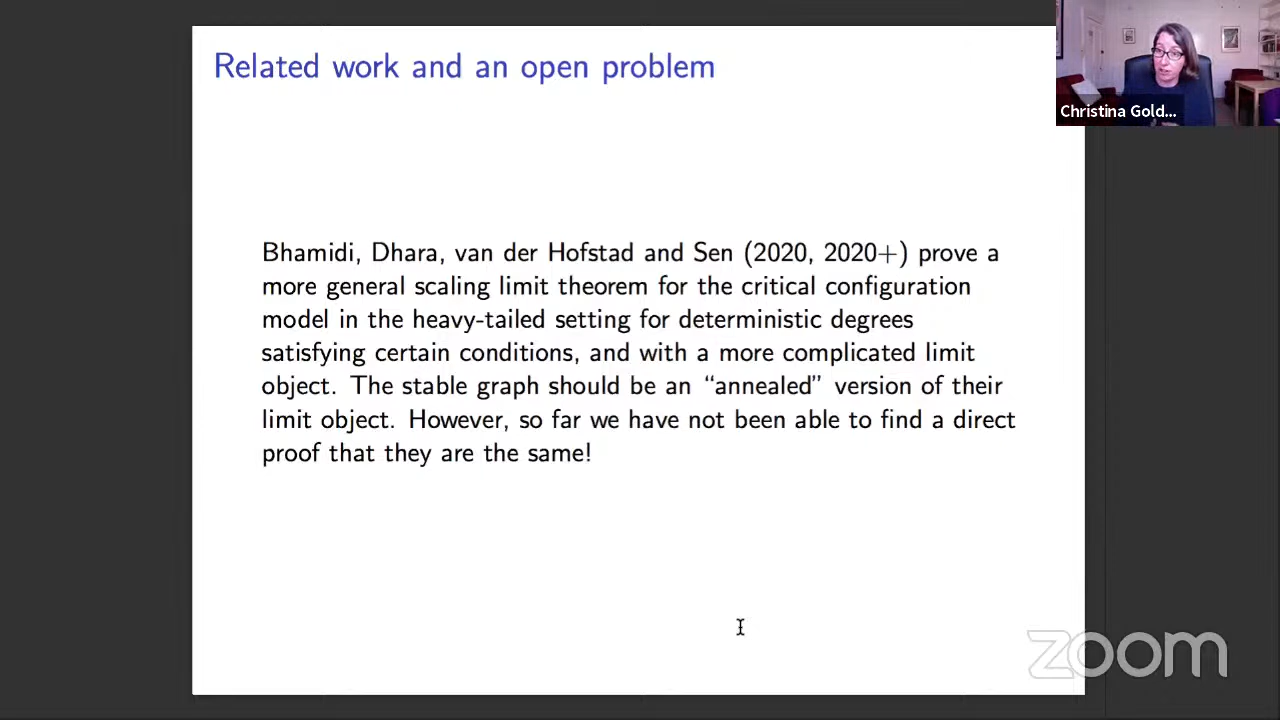 Related work and an open problem
Christina Gold...
Bhamidi, Dhara, van der Hofstad and Sen (2020, 2020+) prove a
more general scaling limit theorem for the critical configuration
model in the heavy-tailed setting for deterministic degrees
satisfying certain conditions, and with a more complicated limit
object. The stable graph should be an “annealed” version of their
limit object. However, so far we have not been able to find a direct
proof that they are the same!
zoom